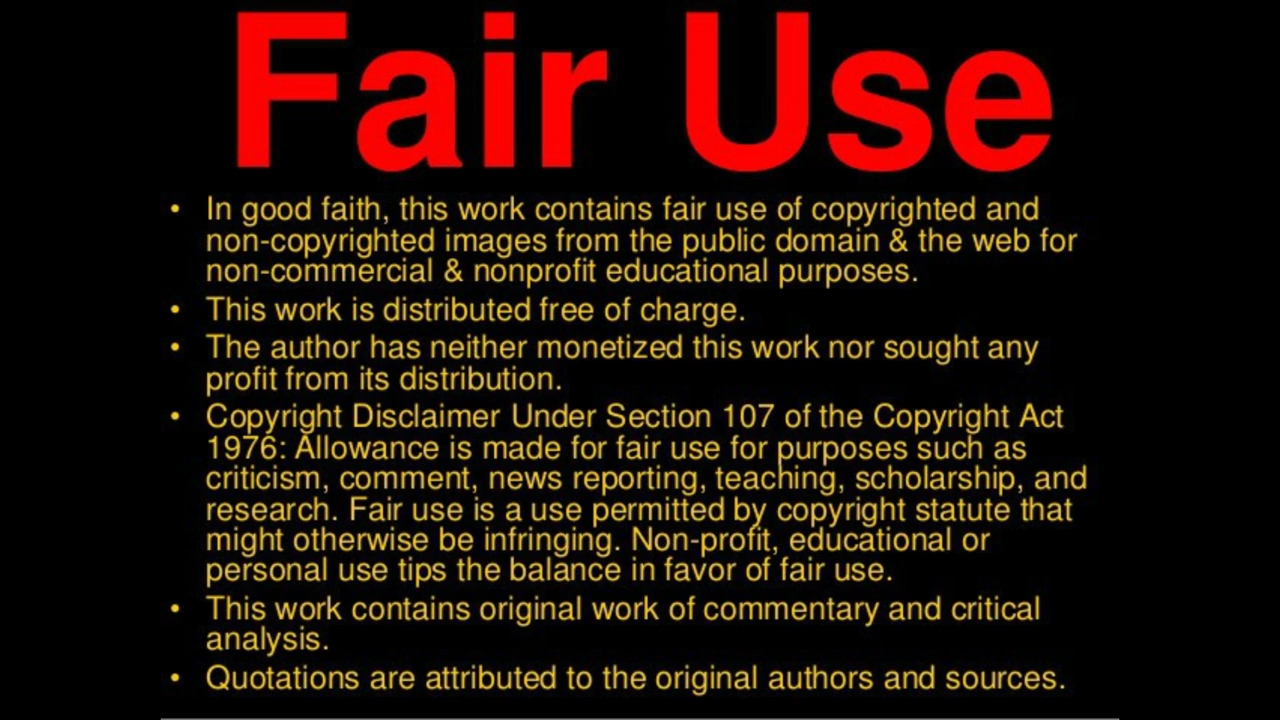 Fair Use
• In good faith, this work contains fair use of copyrighted and
non-copyrighted images from the public domain & the web for
non-commercial & nonprofit educational purposes.
• This work is distributed free of charge.
• The author has neither monetized this work nor sought any
profit from its distribution.
• Copyright Disclaimer Under Section 107 of the Copyright Act
1976: Allowance is made for fair use for purposes such as
criticism, comment, news reporting, teaching, scholarship, and
research. Fair use is a use permitted by copyright statute that
might otherwise be infringing. Non-profit, educational or
personal use tips the balance in favor of fair use.
• This work contains original work of commentary and critical
analysis.
• Quotations are attributed to the original authors and sources.